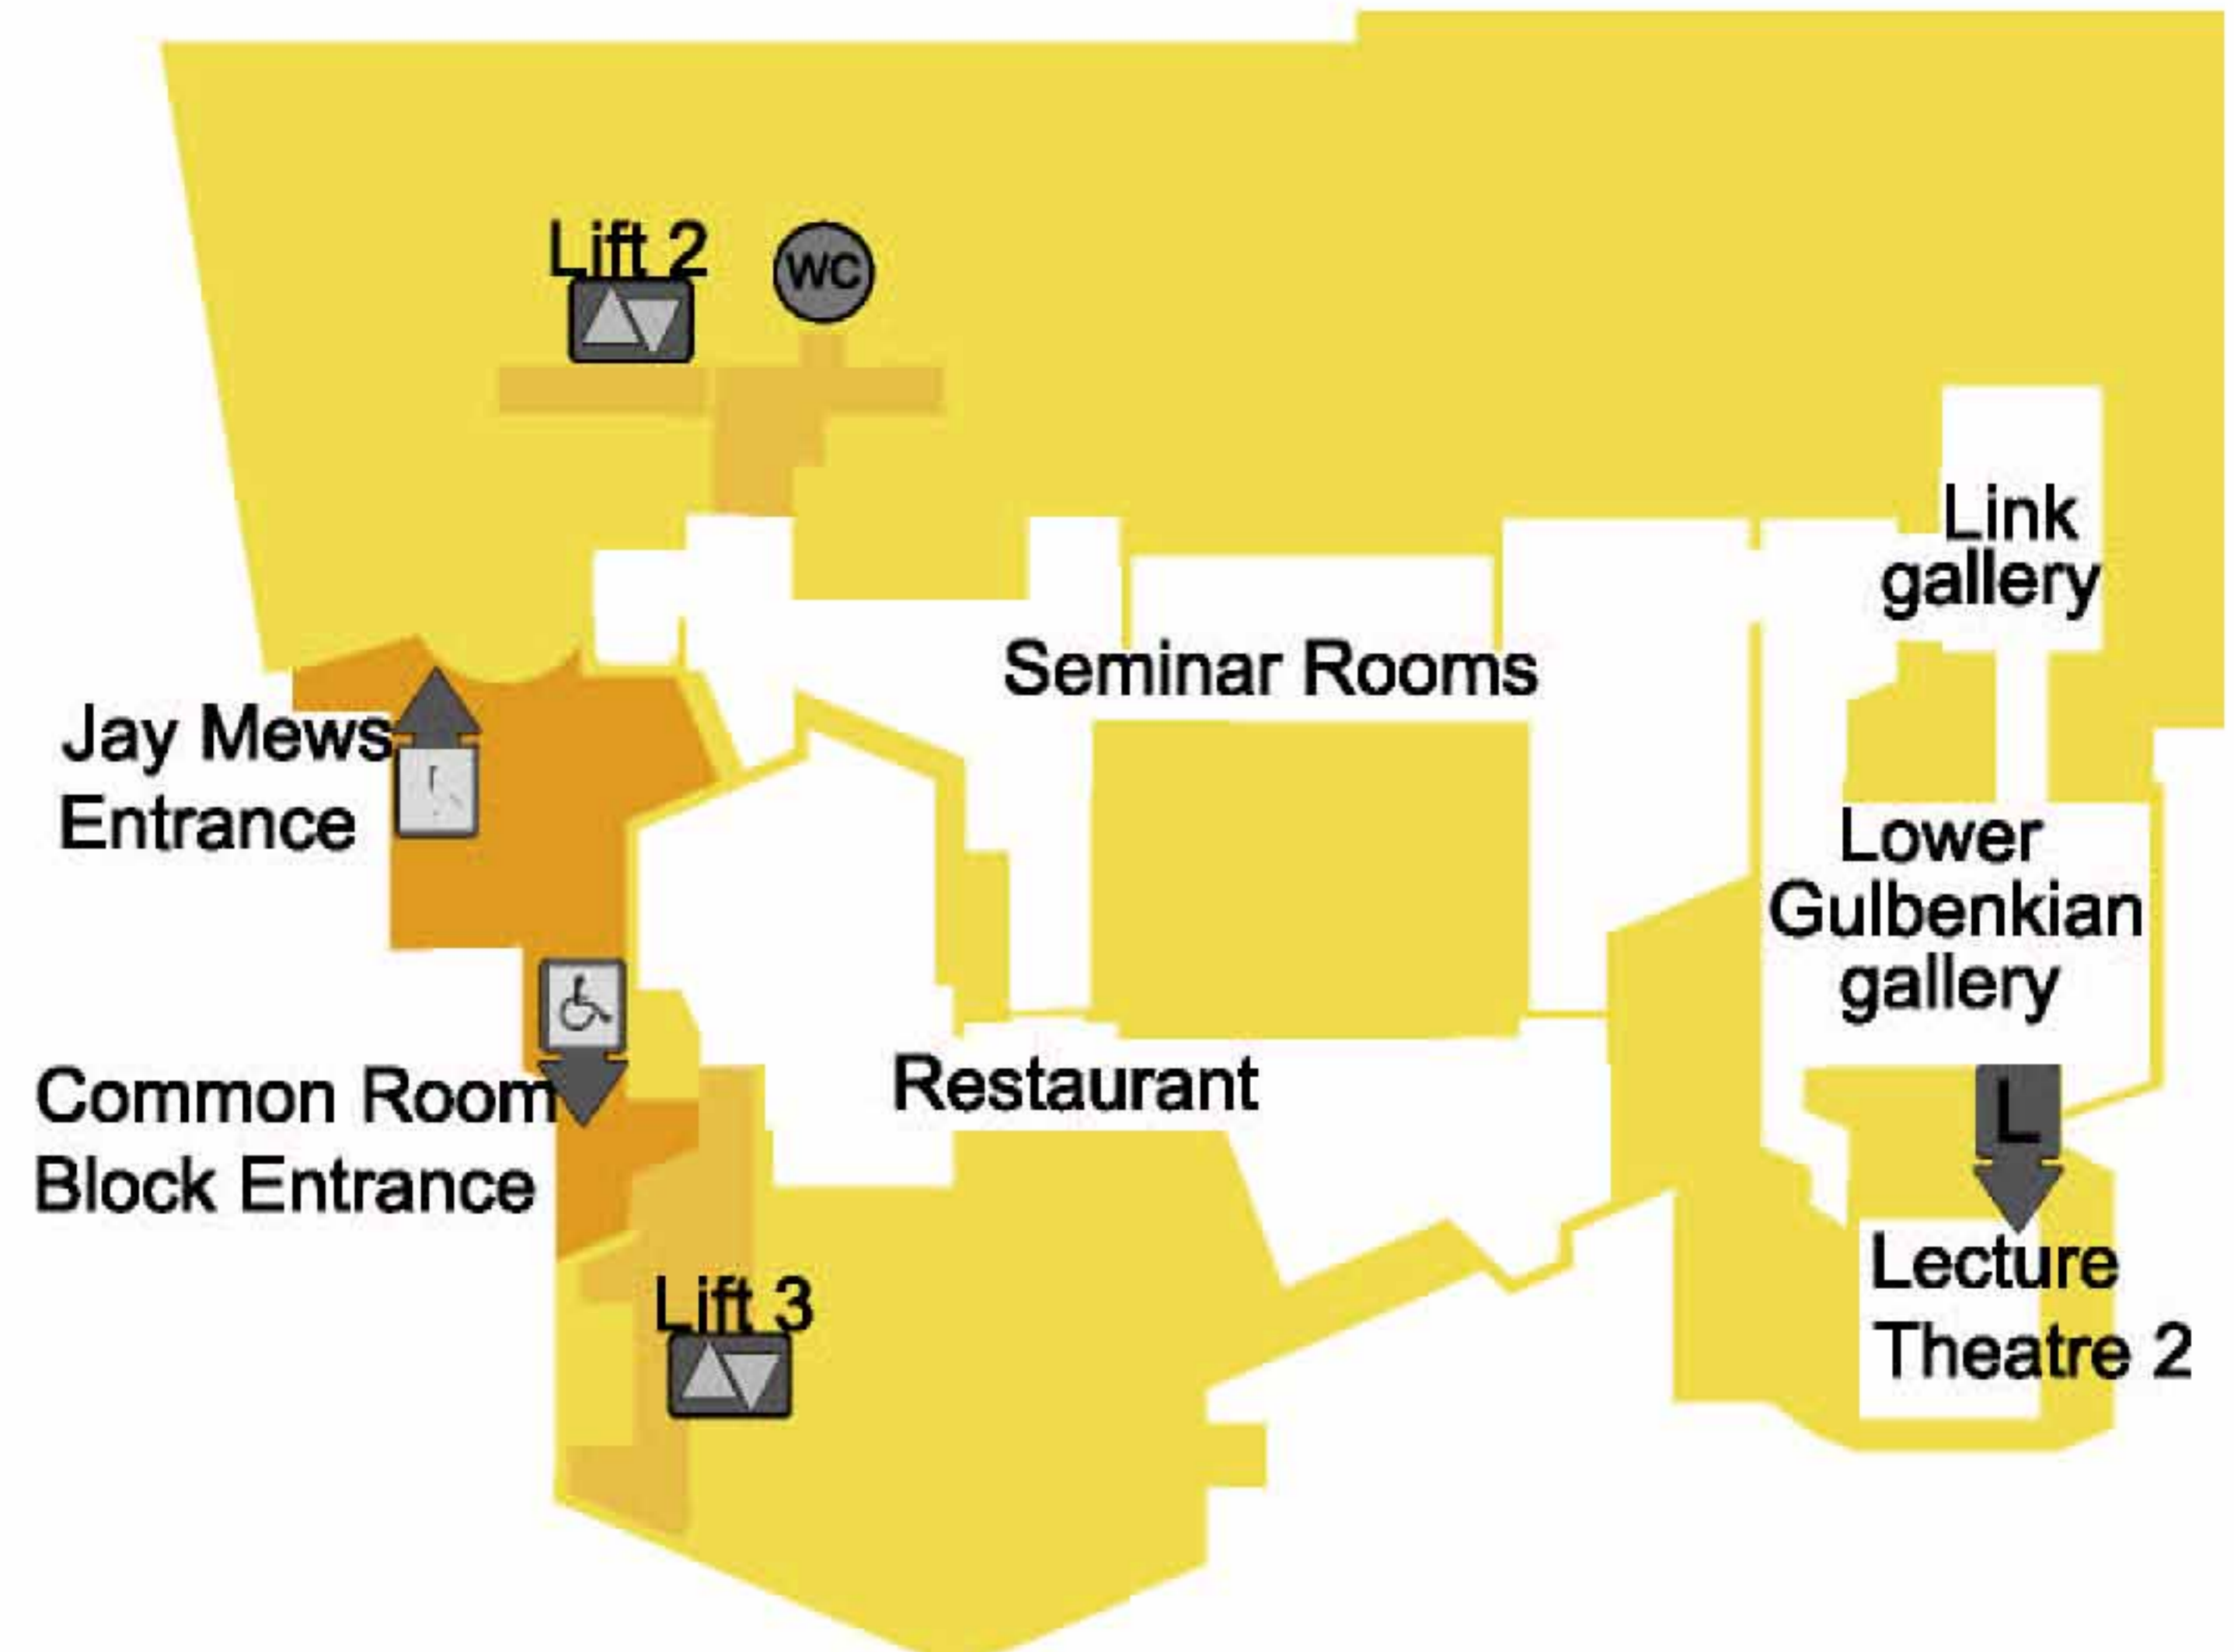 Lift 2
WC
Link
gallery
Seminar Rooms
Jay Mews
Entrance
Lower
Gulbenkian
gallery
Restaurant
Common Room
Block Entrance
L
Lecture
Theatre 2
Lift 3